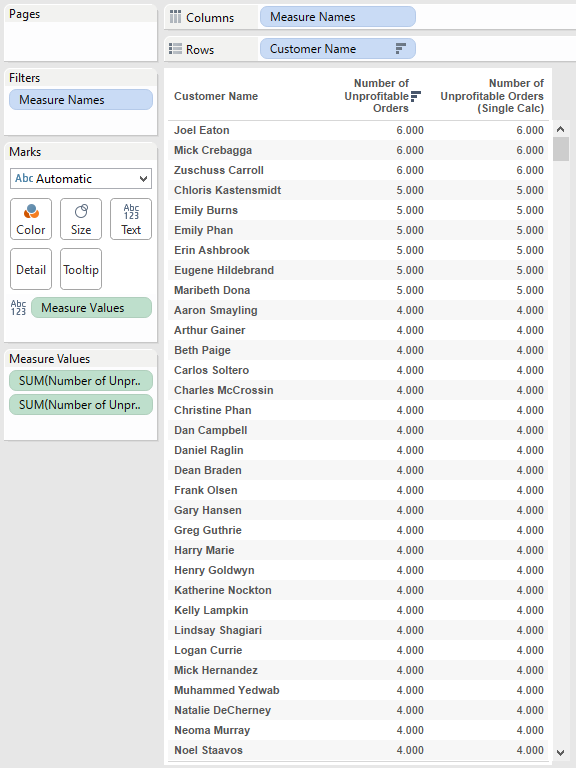 Pages
Columns
Measure Names
Rows
Customer Name
Filters
Measure Names
Marks
Abc Automatic
Color
Size
Abc
123
Text
Detail
Tooltip
Abc
123
Measure Values
Measure Values
SUM(Number of Unpr..
SUM(Number of Unpr..
Customer Name
Number of
Unprofitable
Orders
Number of
Unprofitable Orders
(Single Calc)
Joel Eaton 6.000 6.000
Mick Crebagga 6.000 6.000
Zuschuss Carroll 6.000 6.000
Chloris Kastensmidt 5.000 5.000
Emily Burns 5.000 5.000
Emily Phan 5.000 5.000
Erin Ashbrook 5.000 5.000
Eugene Hildebrand 5.000 5.000
Maribeth Dona 5.000 5.000
Aaron Smayling 4.000 4.000
Arthur Gainer 4.000 4.000
Beth Paige 4.000 4.000
Carlos Soltero 4.000 4.000
Charles McCrossin 4.000 4.000
Christine Phan 4.000 4.000
Dan Campbell 4.000 4.000
Daniel Raglin 4.000 4.000
Dean Braden 4.000 4.000
Frank Olsen 4.000 4.000
Gary Hansen 4.000 4.000
Greg Guthrie 4.000 4.000
Harry Marie 4.000 4.000
Henry Goldwyn 4.000 4.000
Katherine Nockton 4.000 4.000
Kelly Lampkin 4.000 4.000
Lindsay Shagiari 4.000 4.000
Logan Currie 4.000 4.000
Mick Hernandez 4.000 4.000
Muhammed Yedwab 4.000 4.000
Natalie DeCherney 4.000 4.000
Neoma Murray 4.000 4.000
Noel Staavos 4.000 4.000